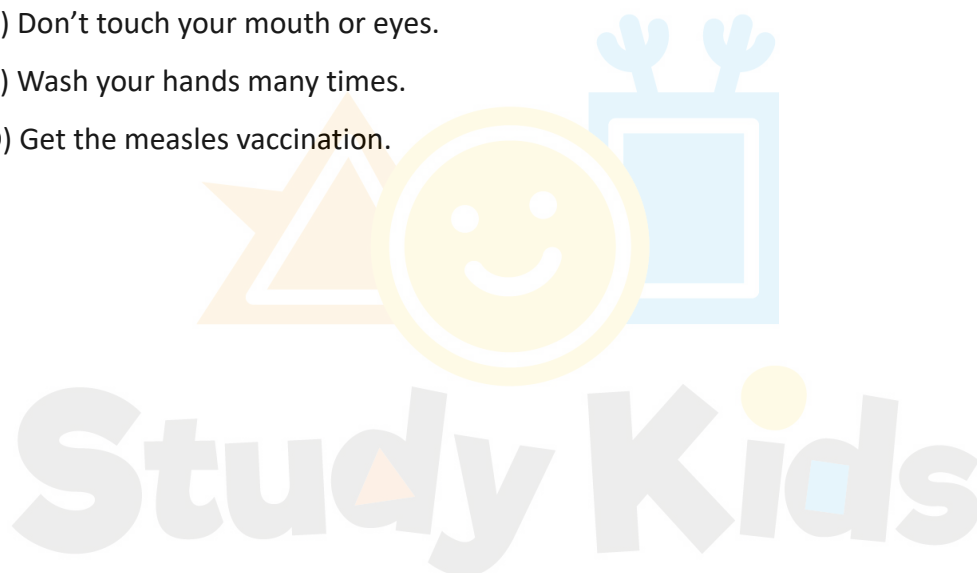 ) Don’t touch your mouth or eyes.
) Wash your hands many times.
) Get the measles vaccination.
Study Kids